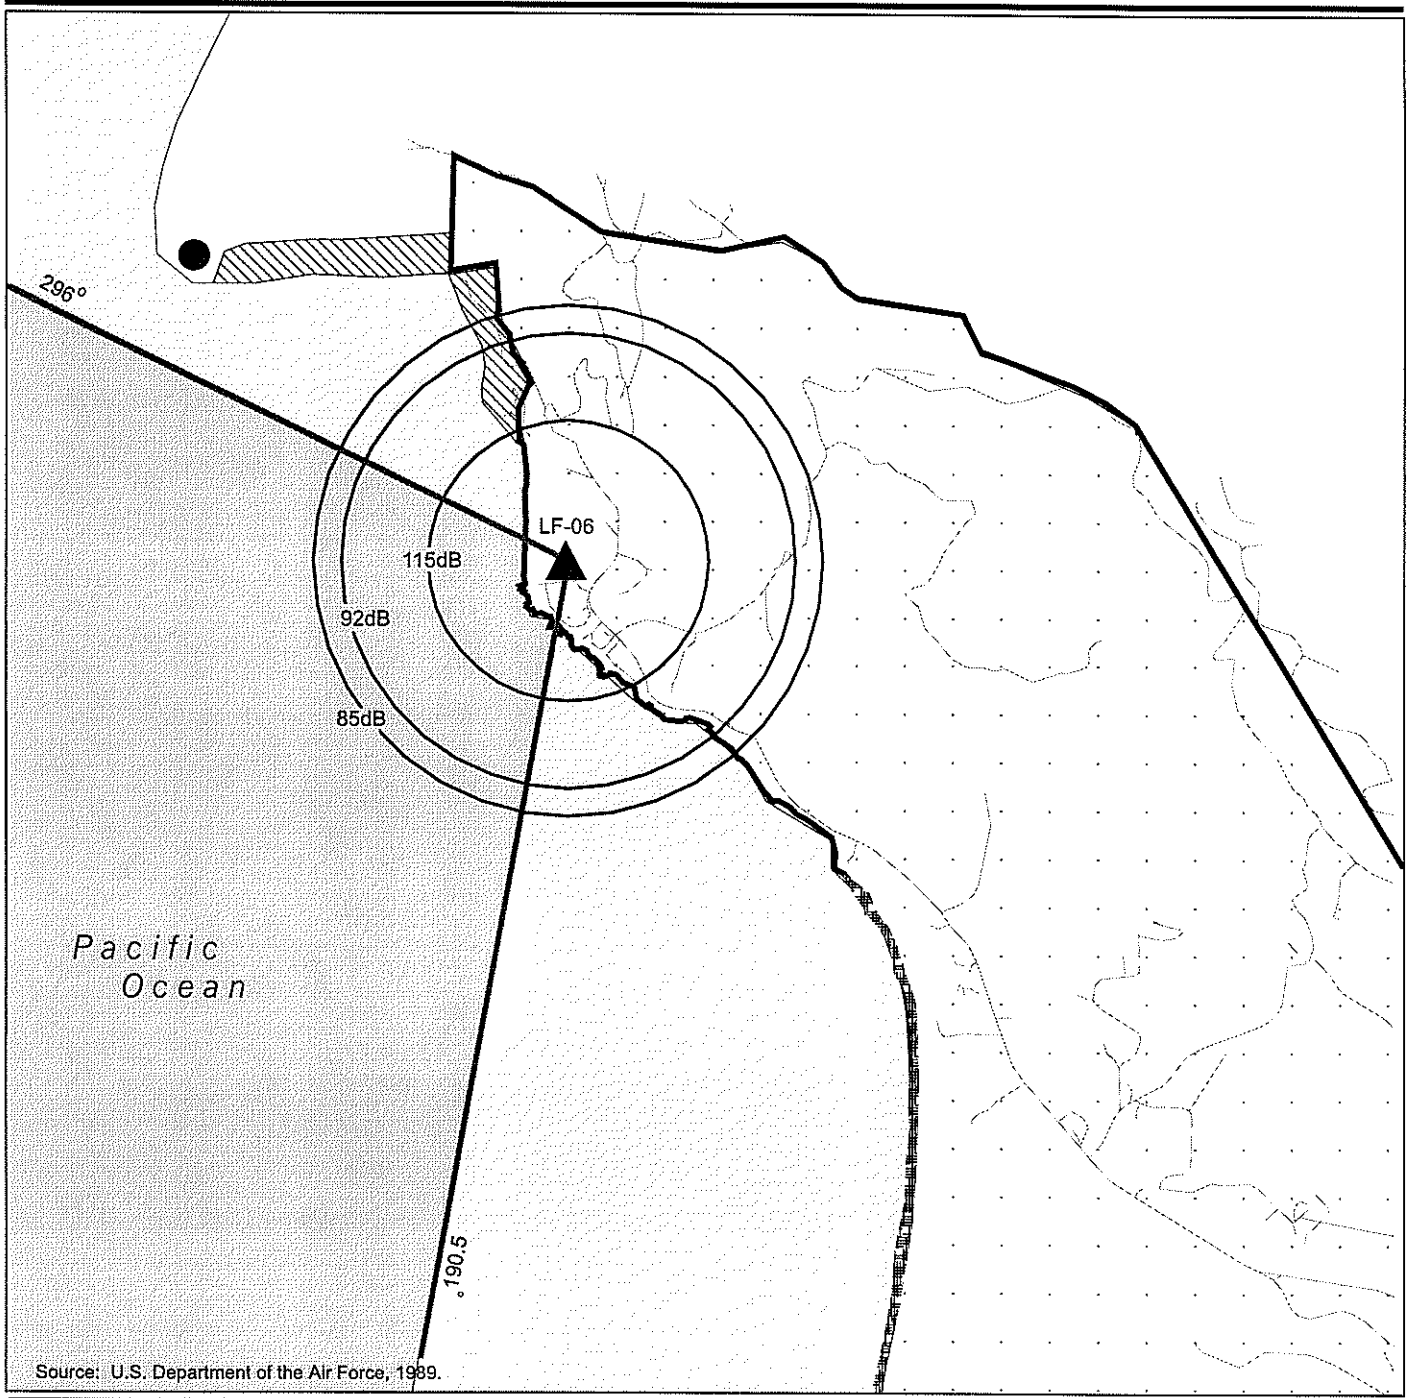 296°
LF-06
115dB
92dB
85dB
Pacific
Ocean
190.5°
Source: U.S. Department of the Air Force, 1989.